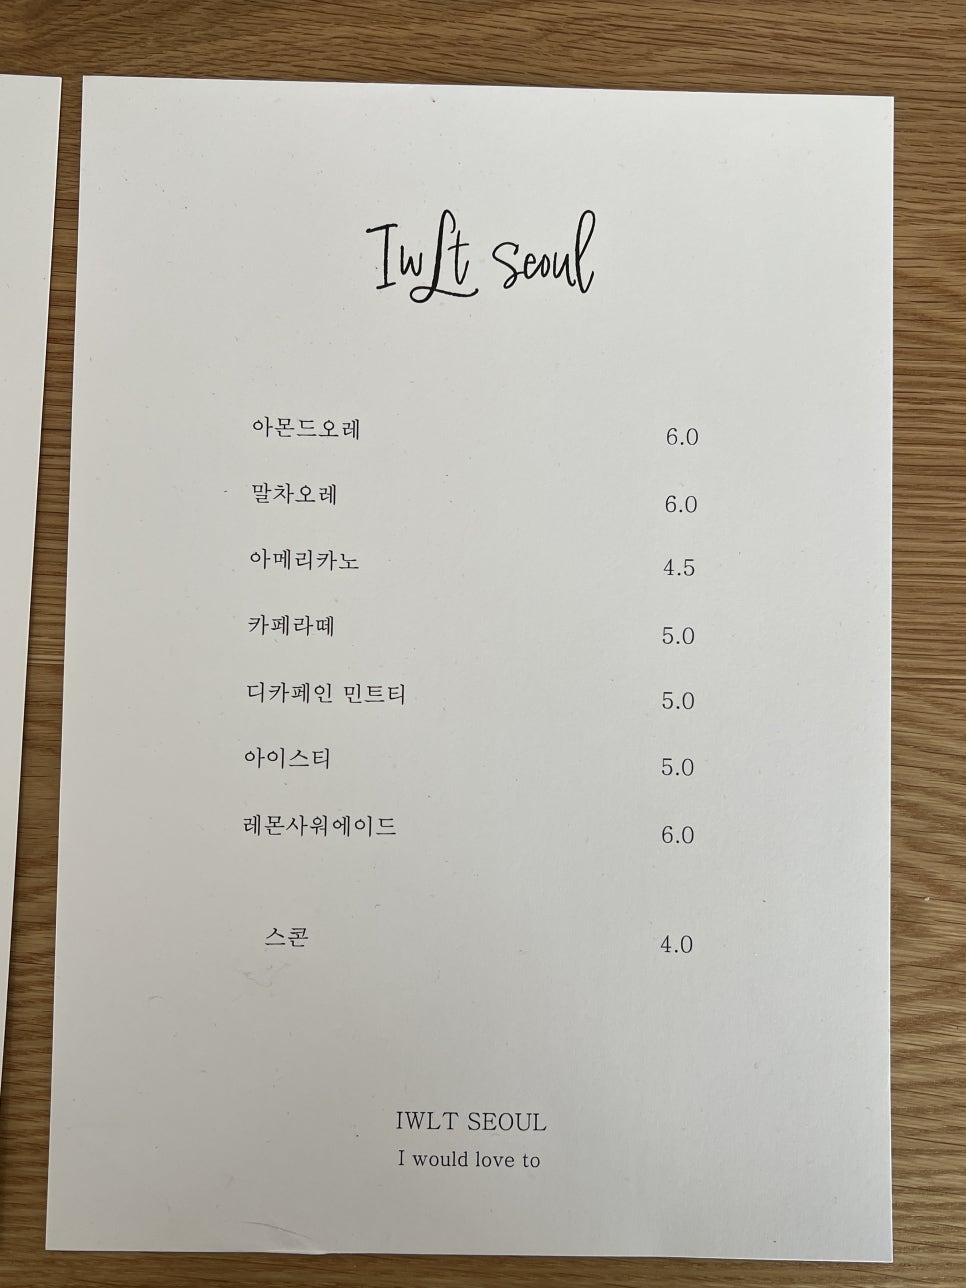 Iwlt Seoul
아몬드오레 6.0
말차오레 6.0
아메리카노 4.5
카페라떼 5.0
디카페인 민트티 5.0
아이스티 5.0
레몬사워에이드 6.0
스콘 4.0
IWLT SEOUL
I would love to